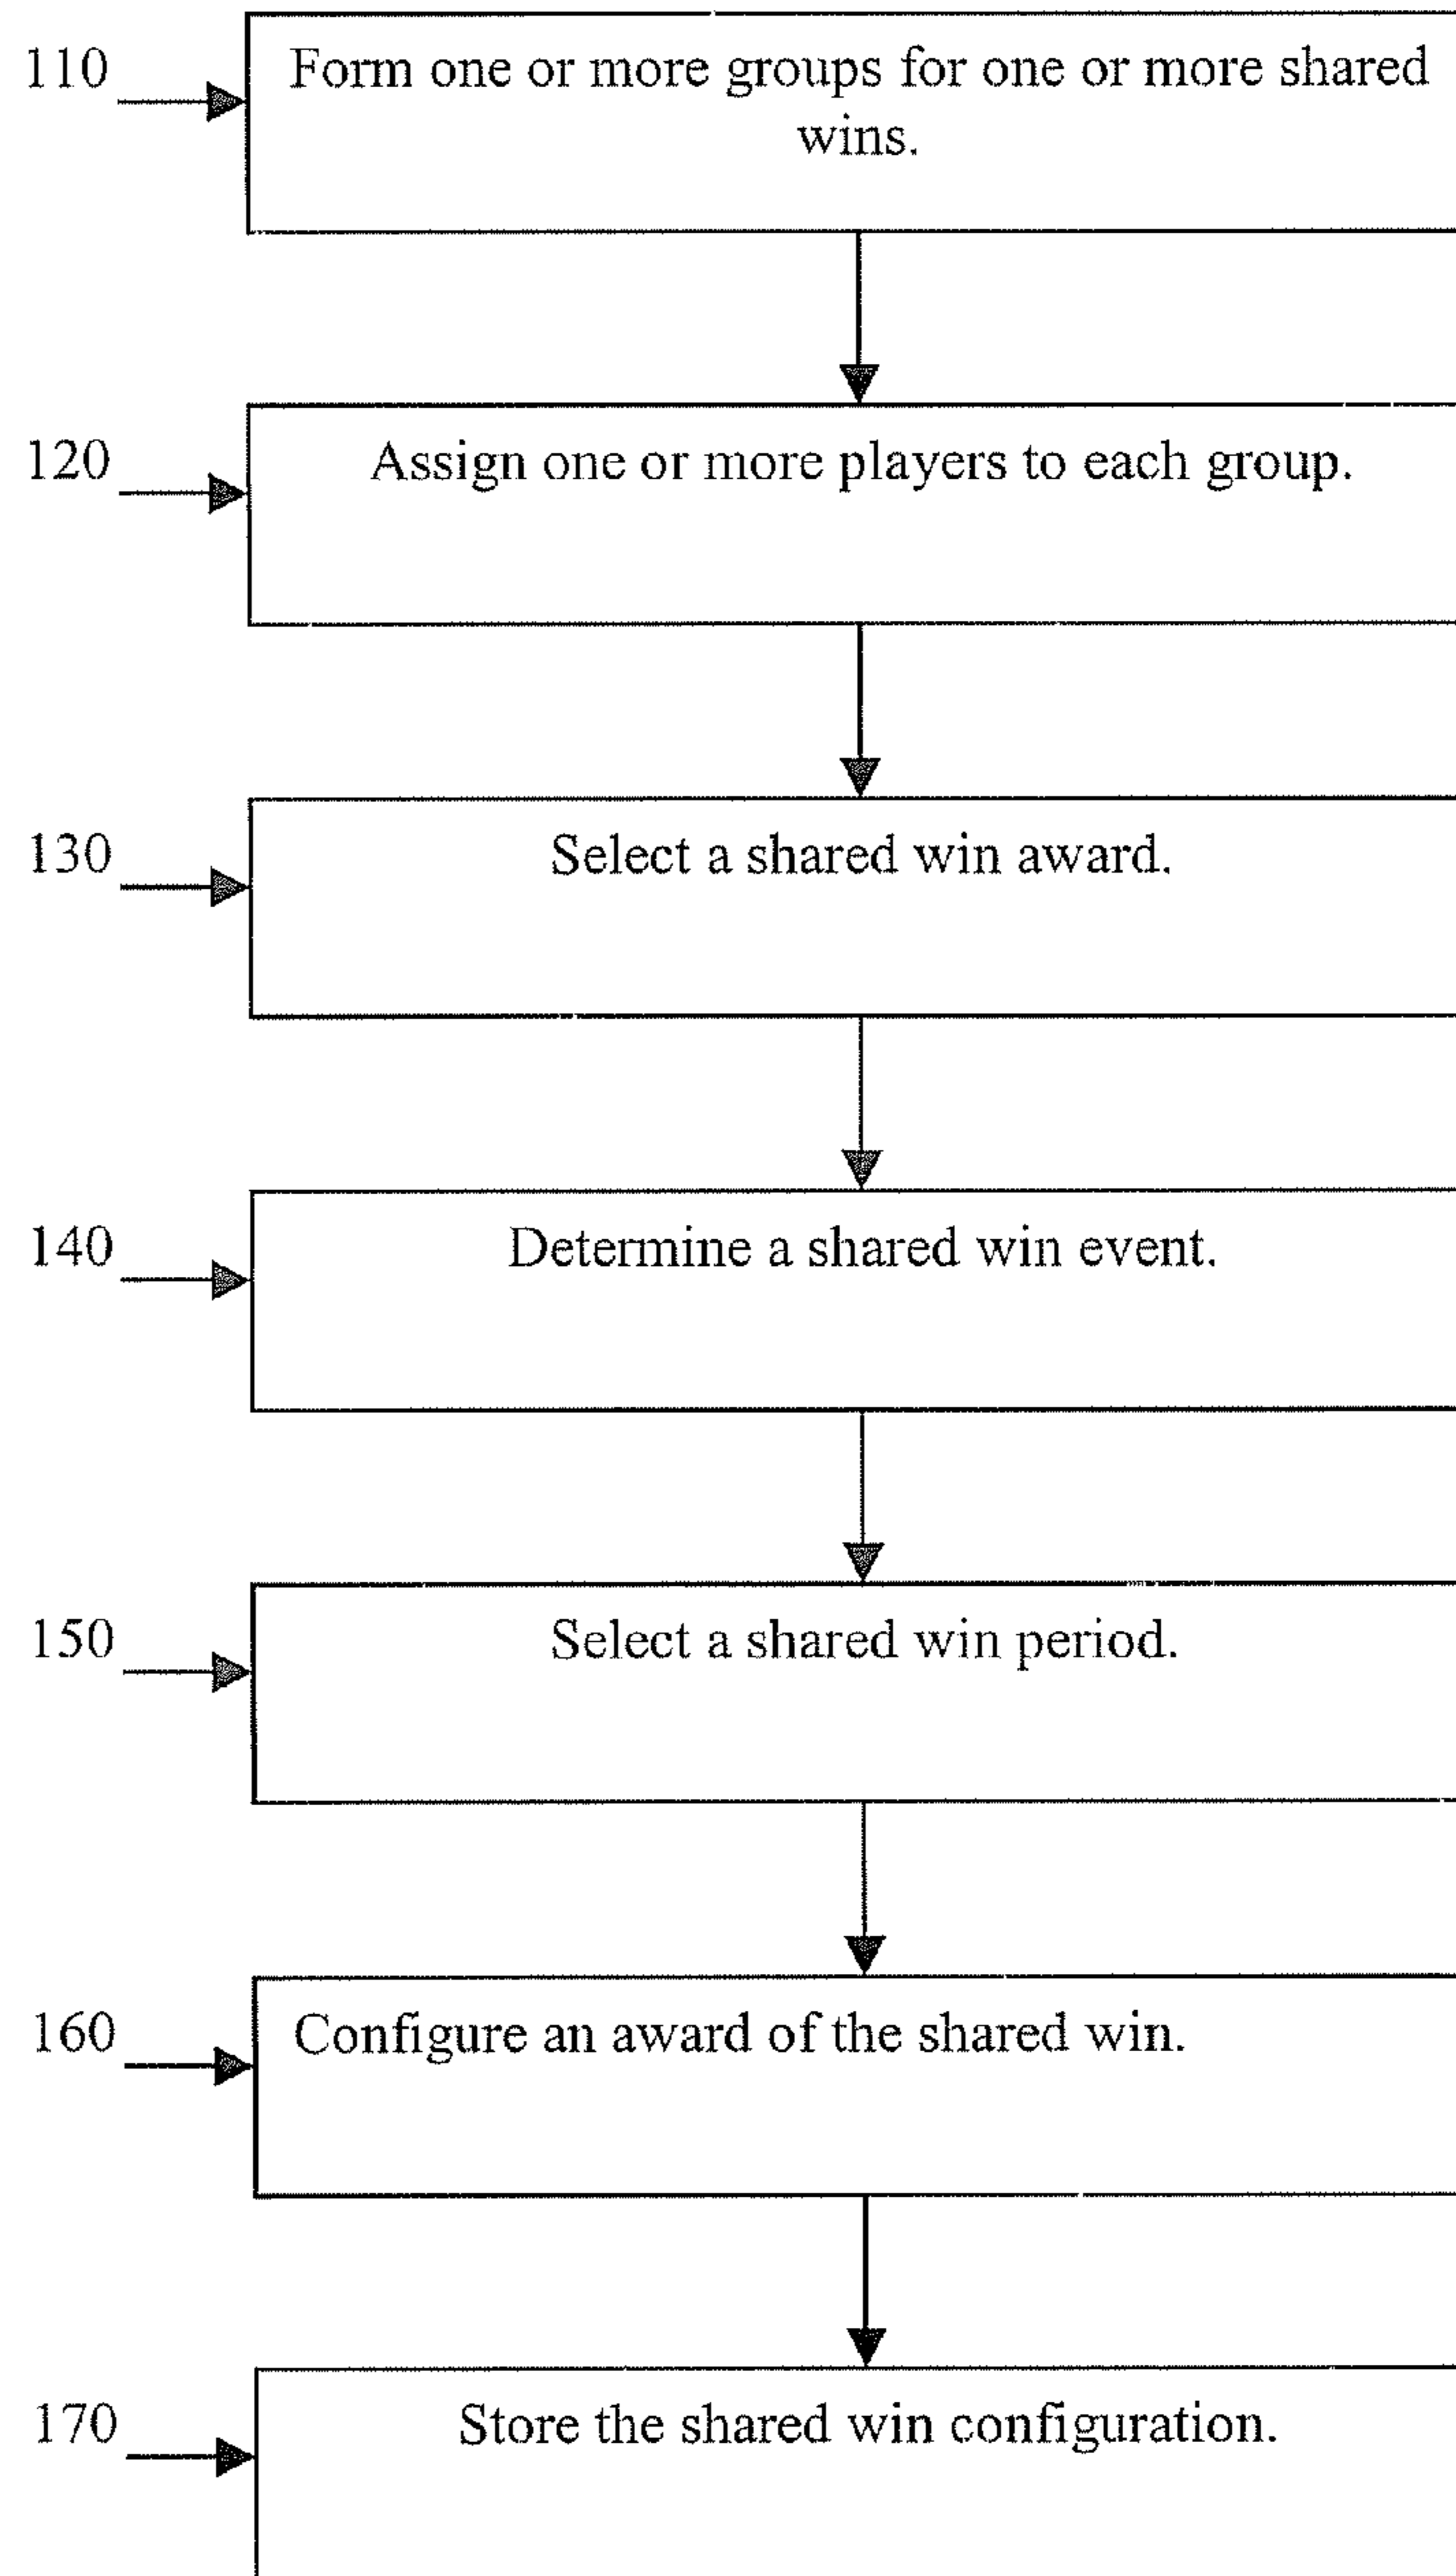 110
Form one or more groups for one or more shared
wins.
120
Assign one or more players to each group.
130
Select a shared win award.
140
Determine a shared win event.
150
Select a shared win period.
160
Configure an award of the shared win.
170
Store the shared win configuration.